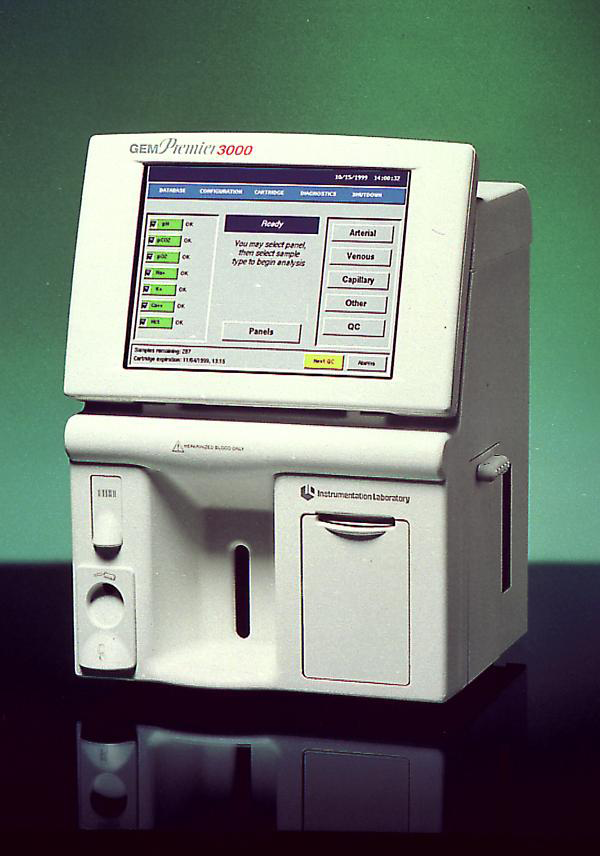 GEM Premier 3000
10/15/1999 14:00:37
DATABASE CONFIGURATION CARTRIDGE DIAGNOSTICS SHUTDOWN
pH OK
pCO2 OK
pO2 OK
Na+ OK
K+ OK
Ca++ OK
Hct OK
Ready
You may select panel,
then select sample
type to begin analysis
Panels
Arterial
Venous
Capillary
Other
QC
Samples remaining: 287
Cartridge expiration: 11/04/1999, 13:15
Next QC
Alarms
HEPARINIZED BLOOD ONLY
Instrumentation Laboratory